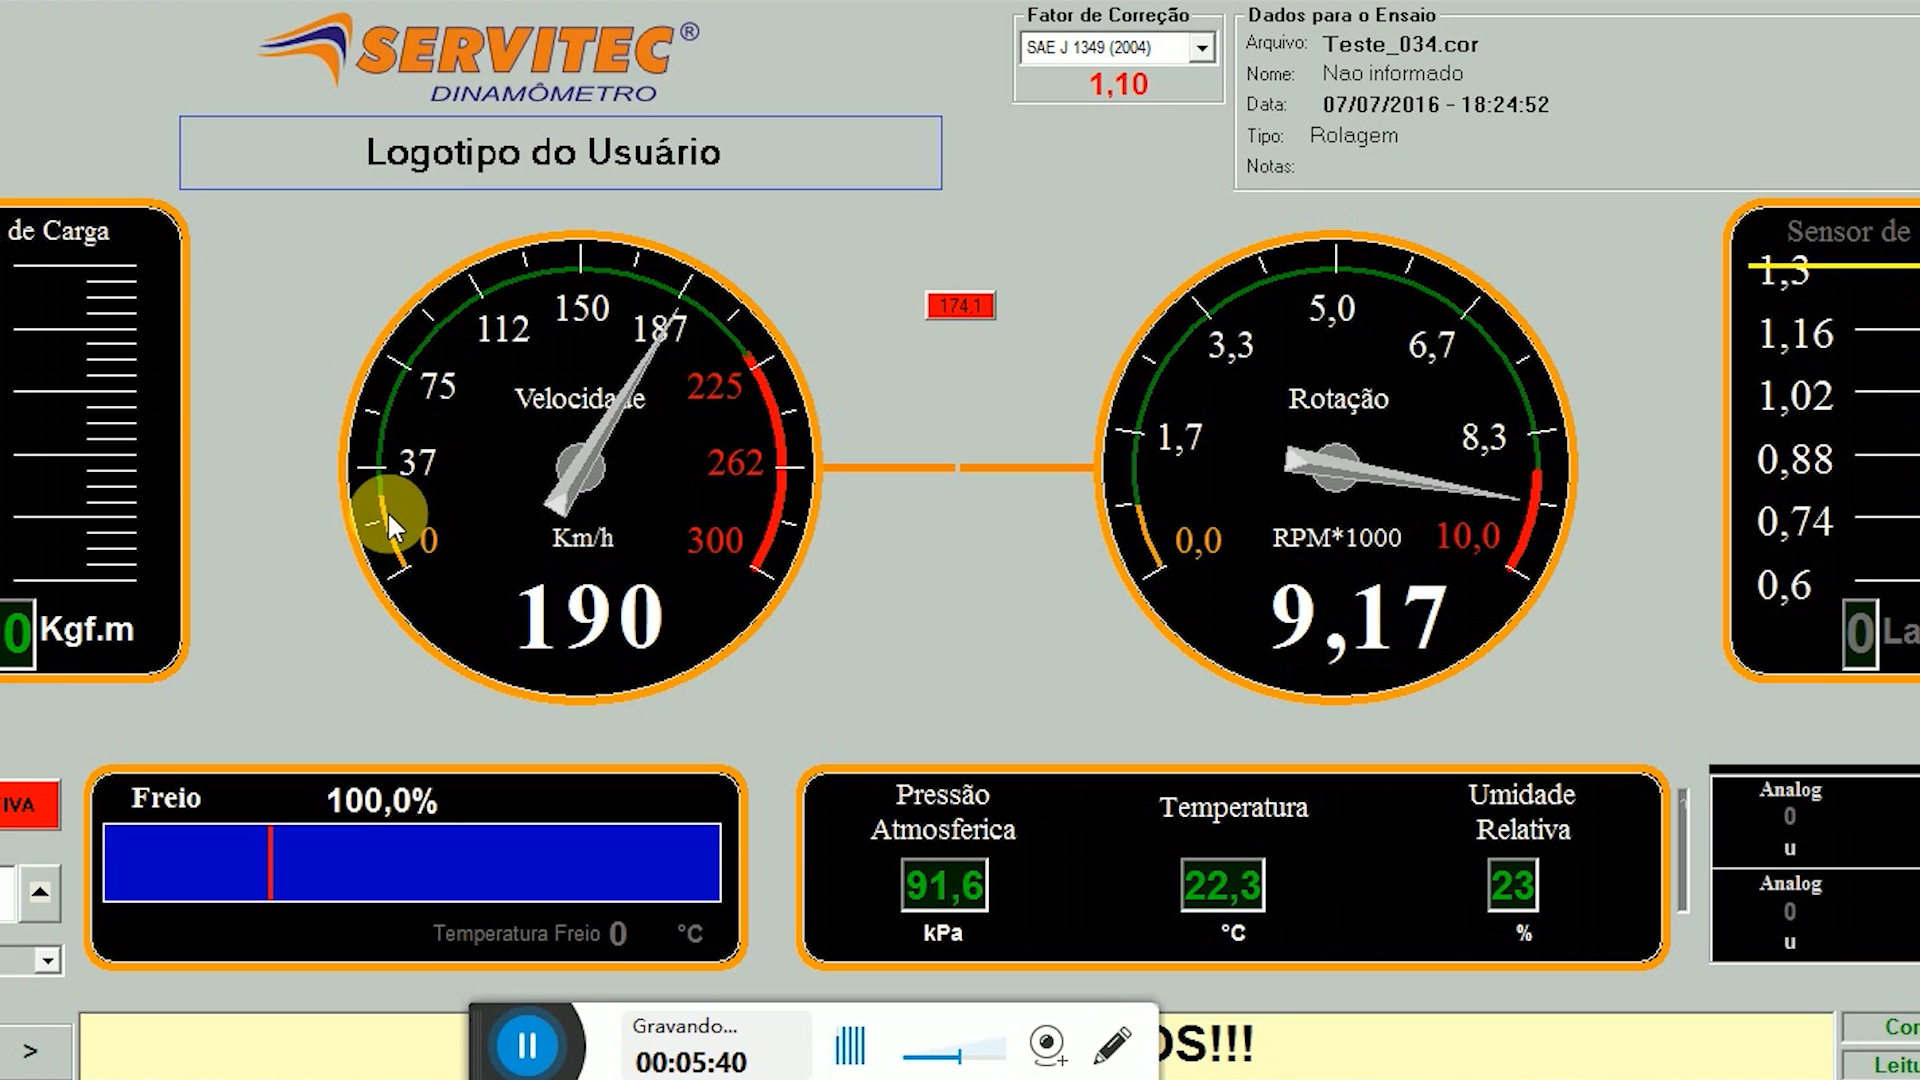 SERVITEC®
DINAMÔMETRO
Logotipo do Usuário
Fator de Correção
SAE J 1349 (2004)
1,10
Dados para o Ensaio
Arquivo: Teste_034.cor
Nome: Nao informado
Data: 07/07/2016 - 18:24:52
Tipo: Rolagem
Notas:
de Carga
0 Kgf.m
150
112
187
75
225
37
262
0
300
Velocidade
Km/h
190
174,1
5,0
3,3
6,7
1,7
8,3
0,0
10,0
Rotação
RPM*1000
9,17
Sensor de
1,3
1,16
1,02
0,88
0,74
0,6
0 La
IVA
Freio 100,0%
Temperatura Freio 0 °C
Pressão
Atmosferica
91,6
kPa
Temperatura
22,3
°C
Umidade
Relativa
23
%
Analog
0
u
Analog
0
u
>
Gravando...
00:05:40
OS!!!
Cor
Leitu